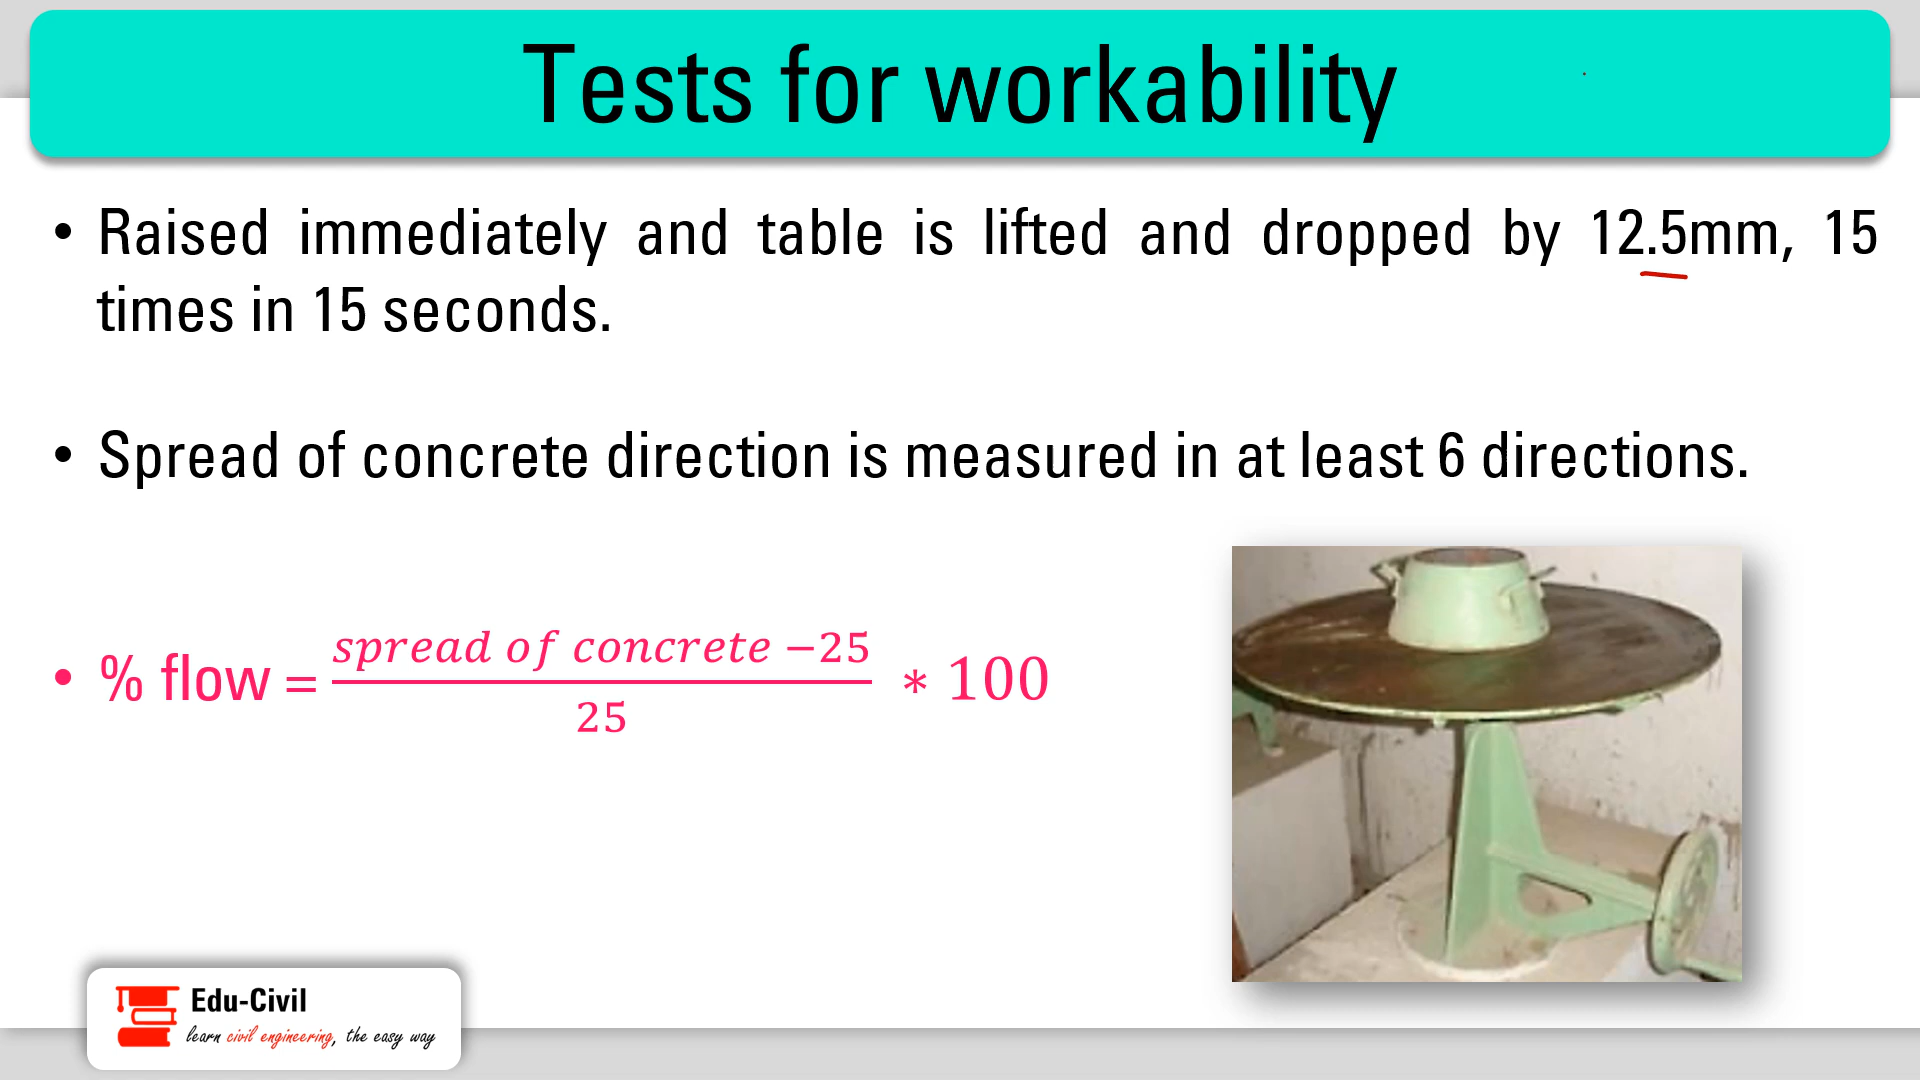 Tests for workability
• Raised immediately and table is lifted and dropped by 12.5mm, 15
times in 15 seconds.
• Spread of concrete direction is measured in at least 6 directions.
• % flow = \frac{spread of concrete −25}{25} ∗ 100
Edu-Civil
learn civil engineering, the easy way